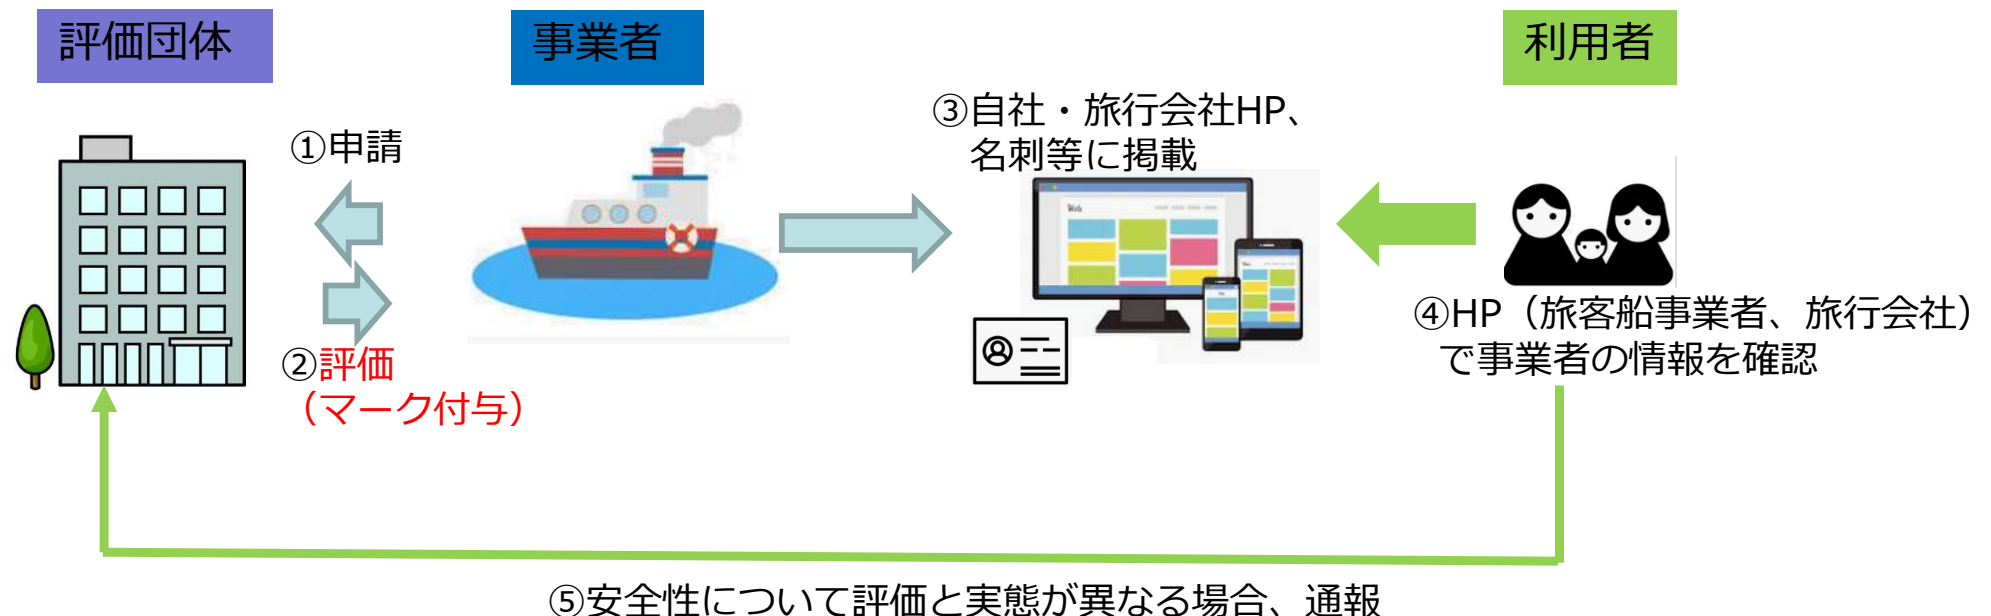 評価団体
事業者
利用者
①申請
②評価
（マーク付与）
③自社・旅行会社HP、
名刺等に掲載
Web
④HP（旅客船事業者、旅行会社）
で事業者の情報を確認
⑤安全性について評価と実態が異なる場合、通報